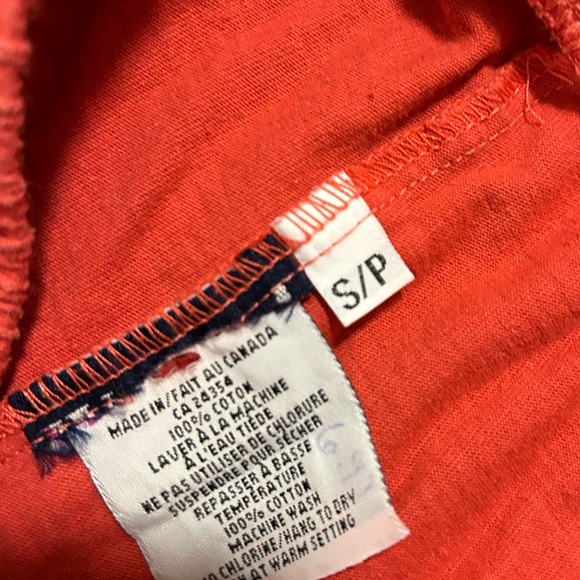 S/P
MADE IN/FAIT AU CANADA
CA 24354
100% COTON
LAVER À LA MACHINE
À L'EAU TIÈDE
NE PAS UTILISER DE CHLORURE
SUSPENDRE POUR SÉCHER
REPASSER À BASSE
TEMPÉRATURE
100% COTTON
MACHINE WASH
CHLORINE/HANG TO DRY
AT WARM SETTING